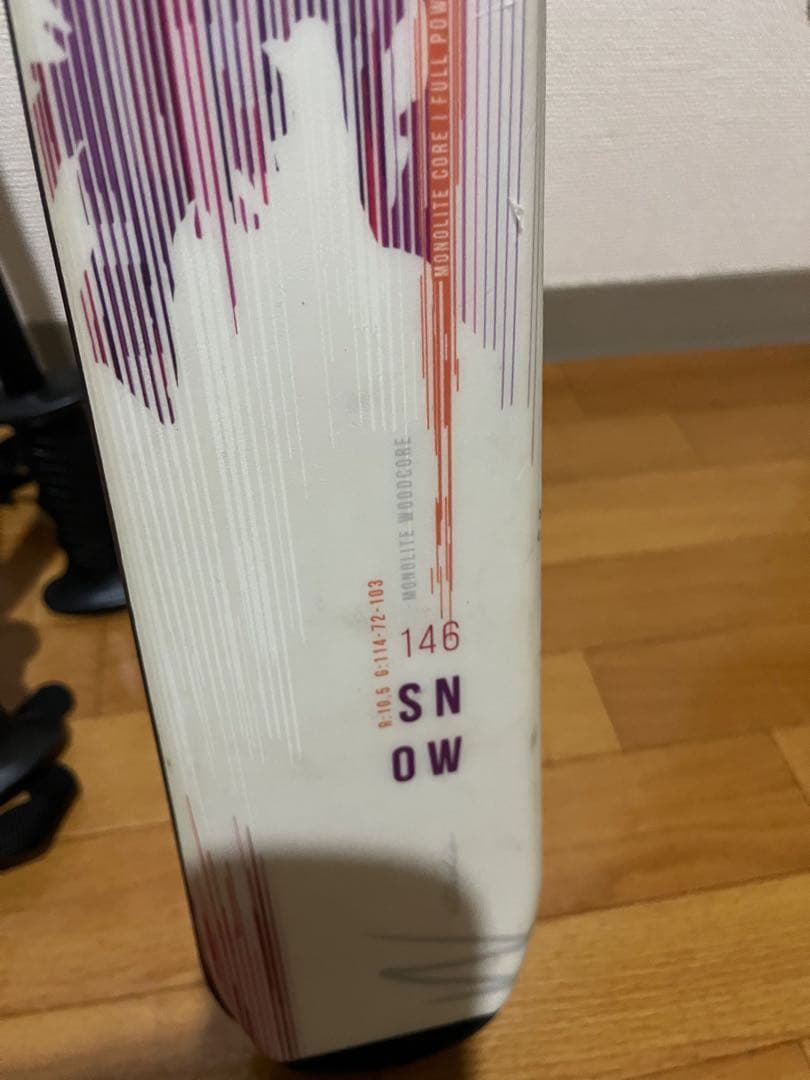 MONOLITE CORE | FULL POW
MONOLITE WOODCORE
R:10,5 G:114-72-103
146
SN
OW